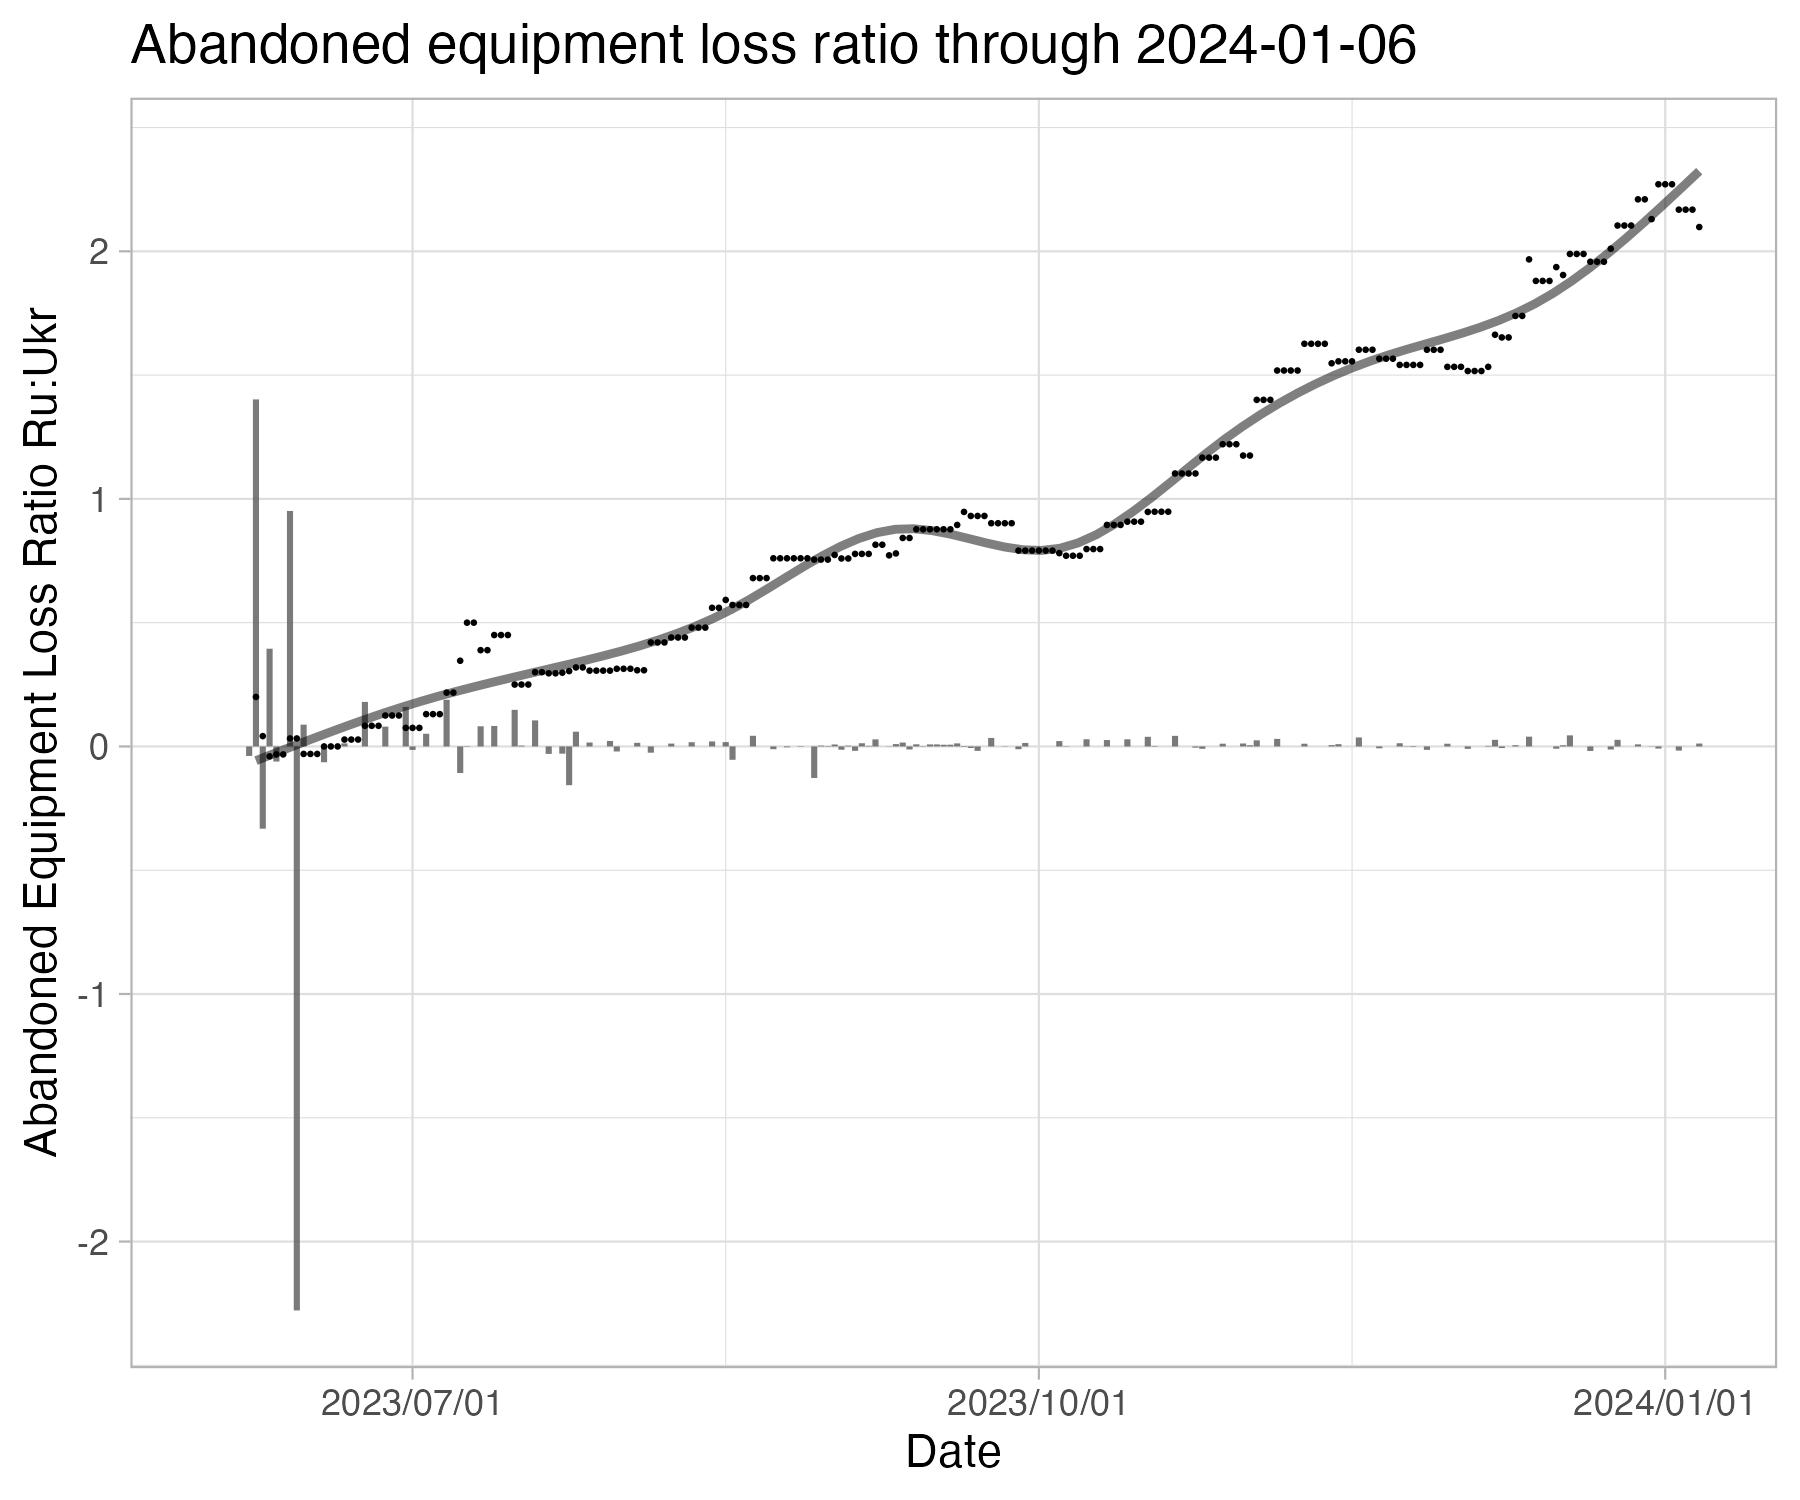 Abandoned equipment loss ratio through 2024-01-06
Abandoned Equipment Loss Ratio Ru:Ukr
2
1
0
-1
-2
2023/07/01
2023/10/01
2024/01/01
Date